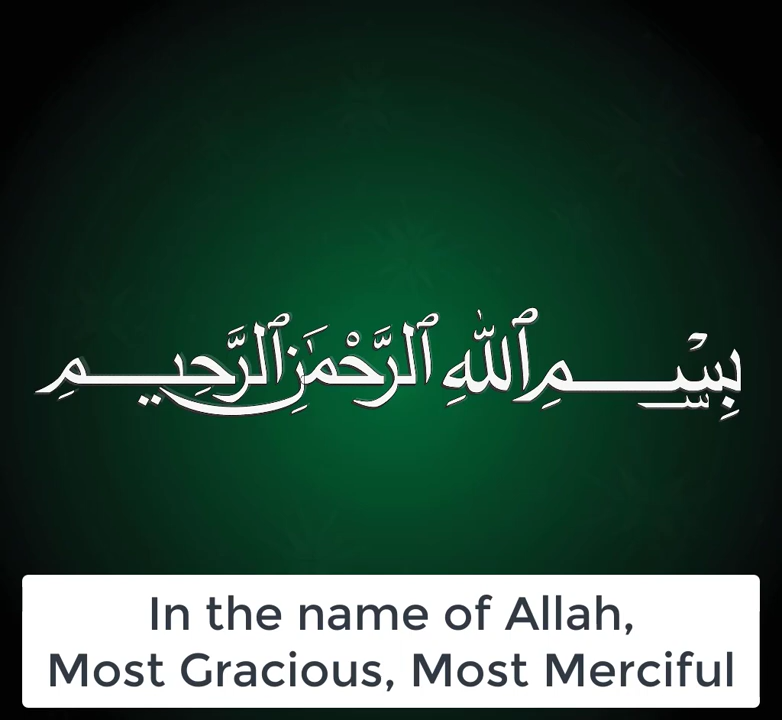 بِسْمِ ٱللَّهِ ٱلرَّحْمَٰنِ ٱلرَّحِيمِ
In the name of Allah,
Most Gracious, Most Merciful